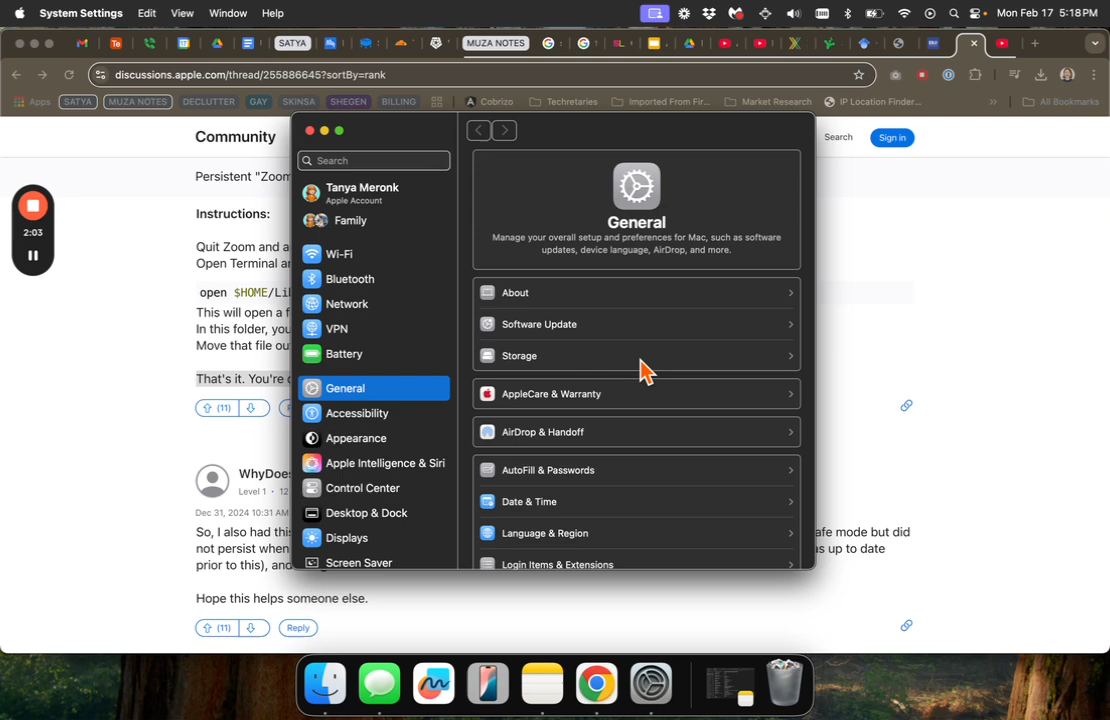 System Settings Edit View Window Help
Mon Feb 17 5:18 PM
SATYA MUZA NOTES
discussions.apple.com/thread/255886645?sortBy=rank
Apps SATYA MUZA NOTES DECLUTTER GAY SKINSA SHEGEN BILLING Cobrizo Techretaries Imported From Fir... Market Research IP Location Finder... » All Bookmarks
Community
Search Sign in
Persistent "Zoom
Instructions:
Quit Zoom and a
Open Terminal a
open $HOME/Li
This will open a f
In this folder, you
Move that file ou
That's it. You're
(11)
WhyDoes
Level 1 · 12
Dec 31, 2024 10:31 AM
So, I also had this
afe mode but did
not persist when
s up to date
prior to this), an
Hope this helps someone else.
(11) Reply
2:03
Search
Tanya Meronk
Apple Account
Family
Wi-Fi
Bluetooth
Network
VPN
Battery
General
Accessibility
Appearance
Apple Intelligence & Siri
Control Center
Desktop & Dock
Displays
Screen Saver
General
Manage your overall setup and preferences for Mac, such as software
updates, device language, AirDrop, and more.
About
Software Update
Storage
AppleCare & Warranty
AirDrop & Handoff
AutoFill & Passwords
Date & Time
Language & Region
Login Items & Extensions